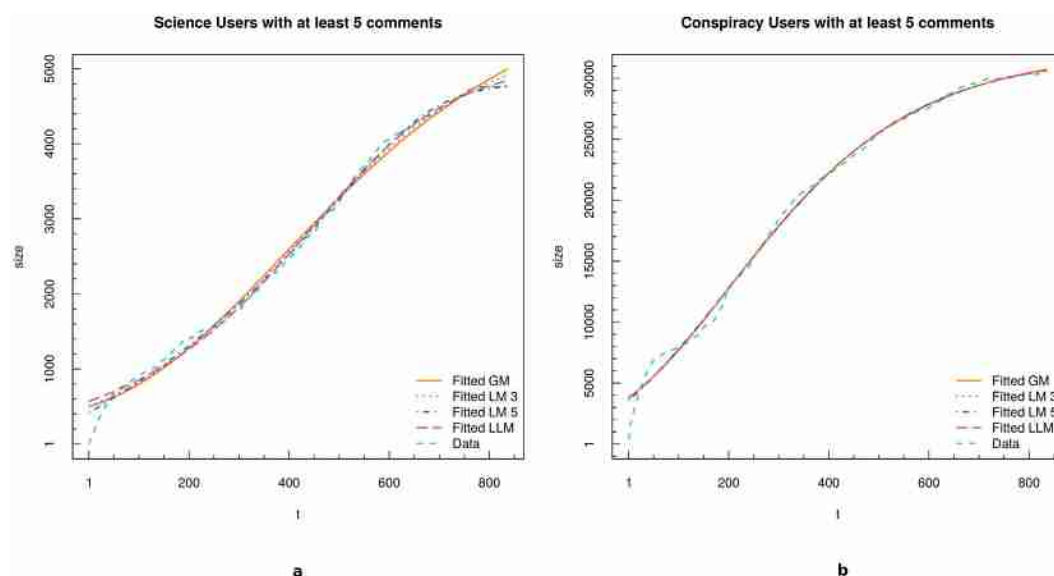 Science Users with at least 5 comments
size
5000
4000
3000
2000
1000
1
Fitted GM
Fitted LM 3
Fitted LM 5
Fitted LLM
Data
1 200 400 600 800
t
a
Conspiracy Users with at least 5 comments
size
30000
25000
20000
15000
10000
5000
1
Fitted GM
Fitted LM 3
Fitted LM 5
Fitted LLM
Data
1 200 400 600 800
t
b